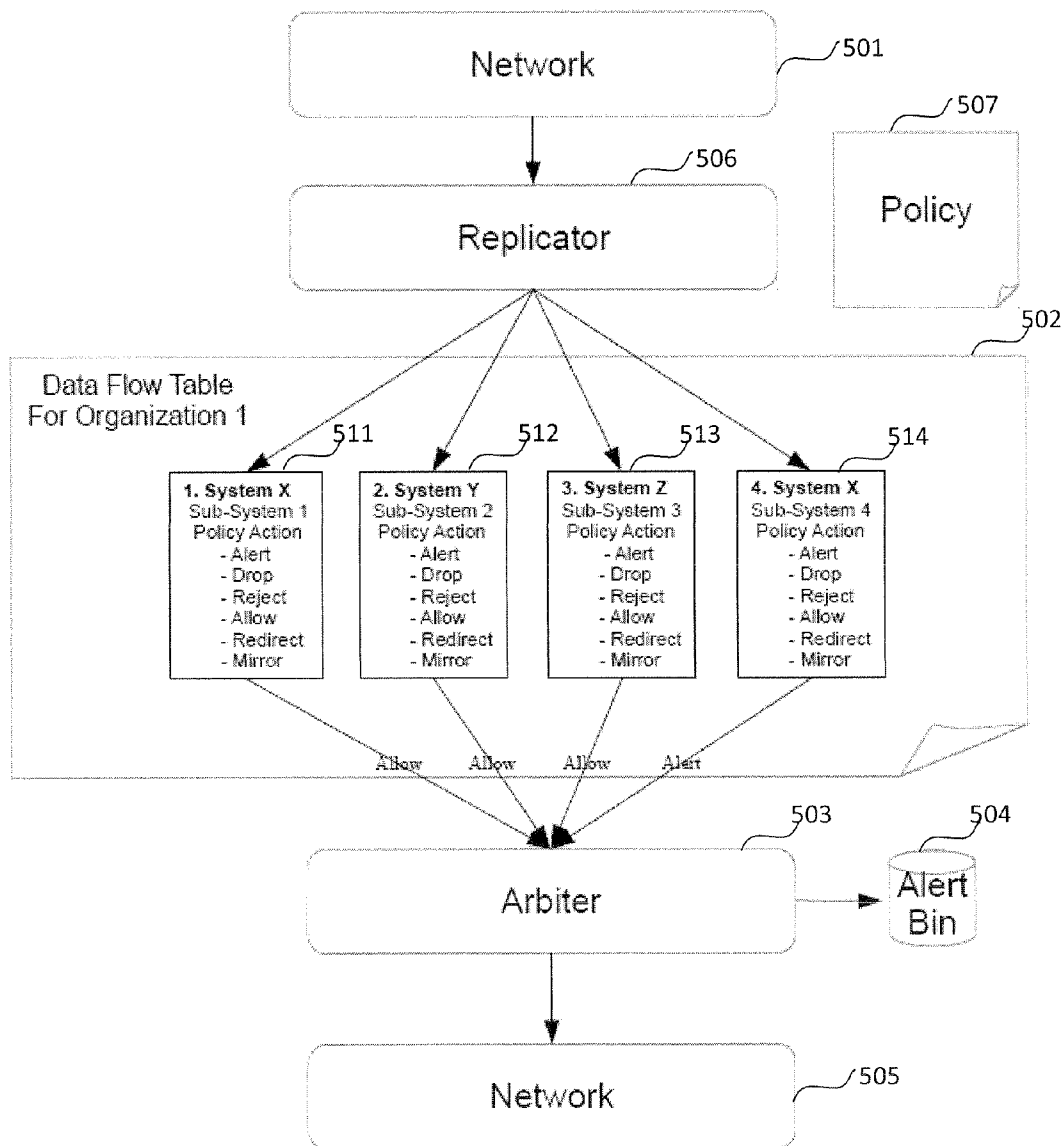 Network
501
507
Policy
506
Replicator
502
Data Flow Table
For Organization 1
511
512
513
514
1. System X
Sub-System 1
Policy Action
- Alert
- Drop
- Reject
- Allow
- Redirect
- Mirror
2. System Y
Sub-System 2
Policy Action
- Alert
- Drop
- Reject
- Allow
- Redirect
- Mirror
3. System Z
Sub-System 3
Policy Action
- Alert
- Drop
- Reject
- Allow
- Redirect
- Mirror
4. System X
Sub-System 4
Policy Action
- Alert
- Drop
- Reject
- Allow
- Redirect
- Mirror
Allow
Allow
Allow
Alert
503
504
Arbiter
Alert
Bin
Network
505